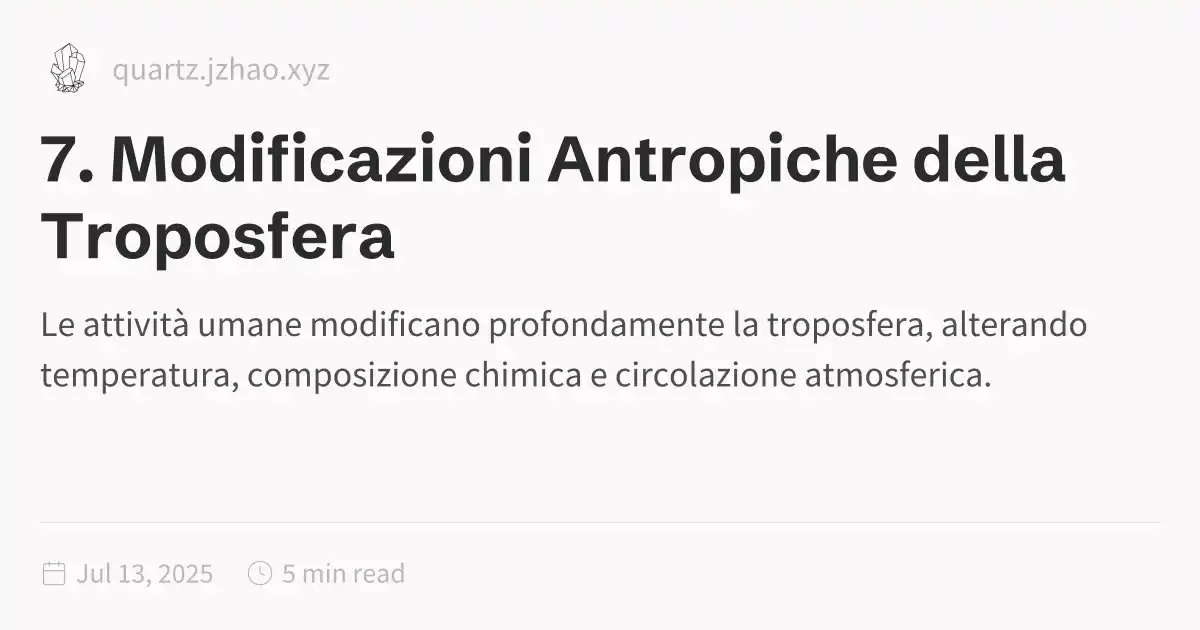 quartz.jzhao.xyz
7. Modificazioni Antropiche della
Troposfera
Le attività umane modificano profondamente la troposfera, alterando
temperatura, composizione chimica e circolazione atmosferica.
Jul 13, 2025
5 min read